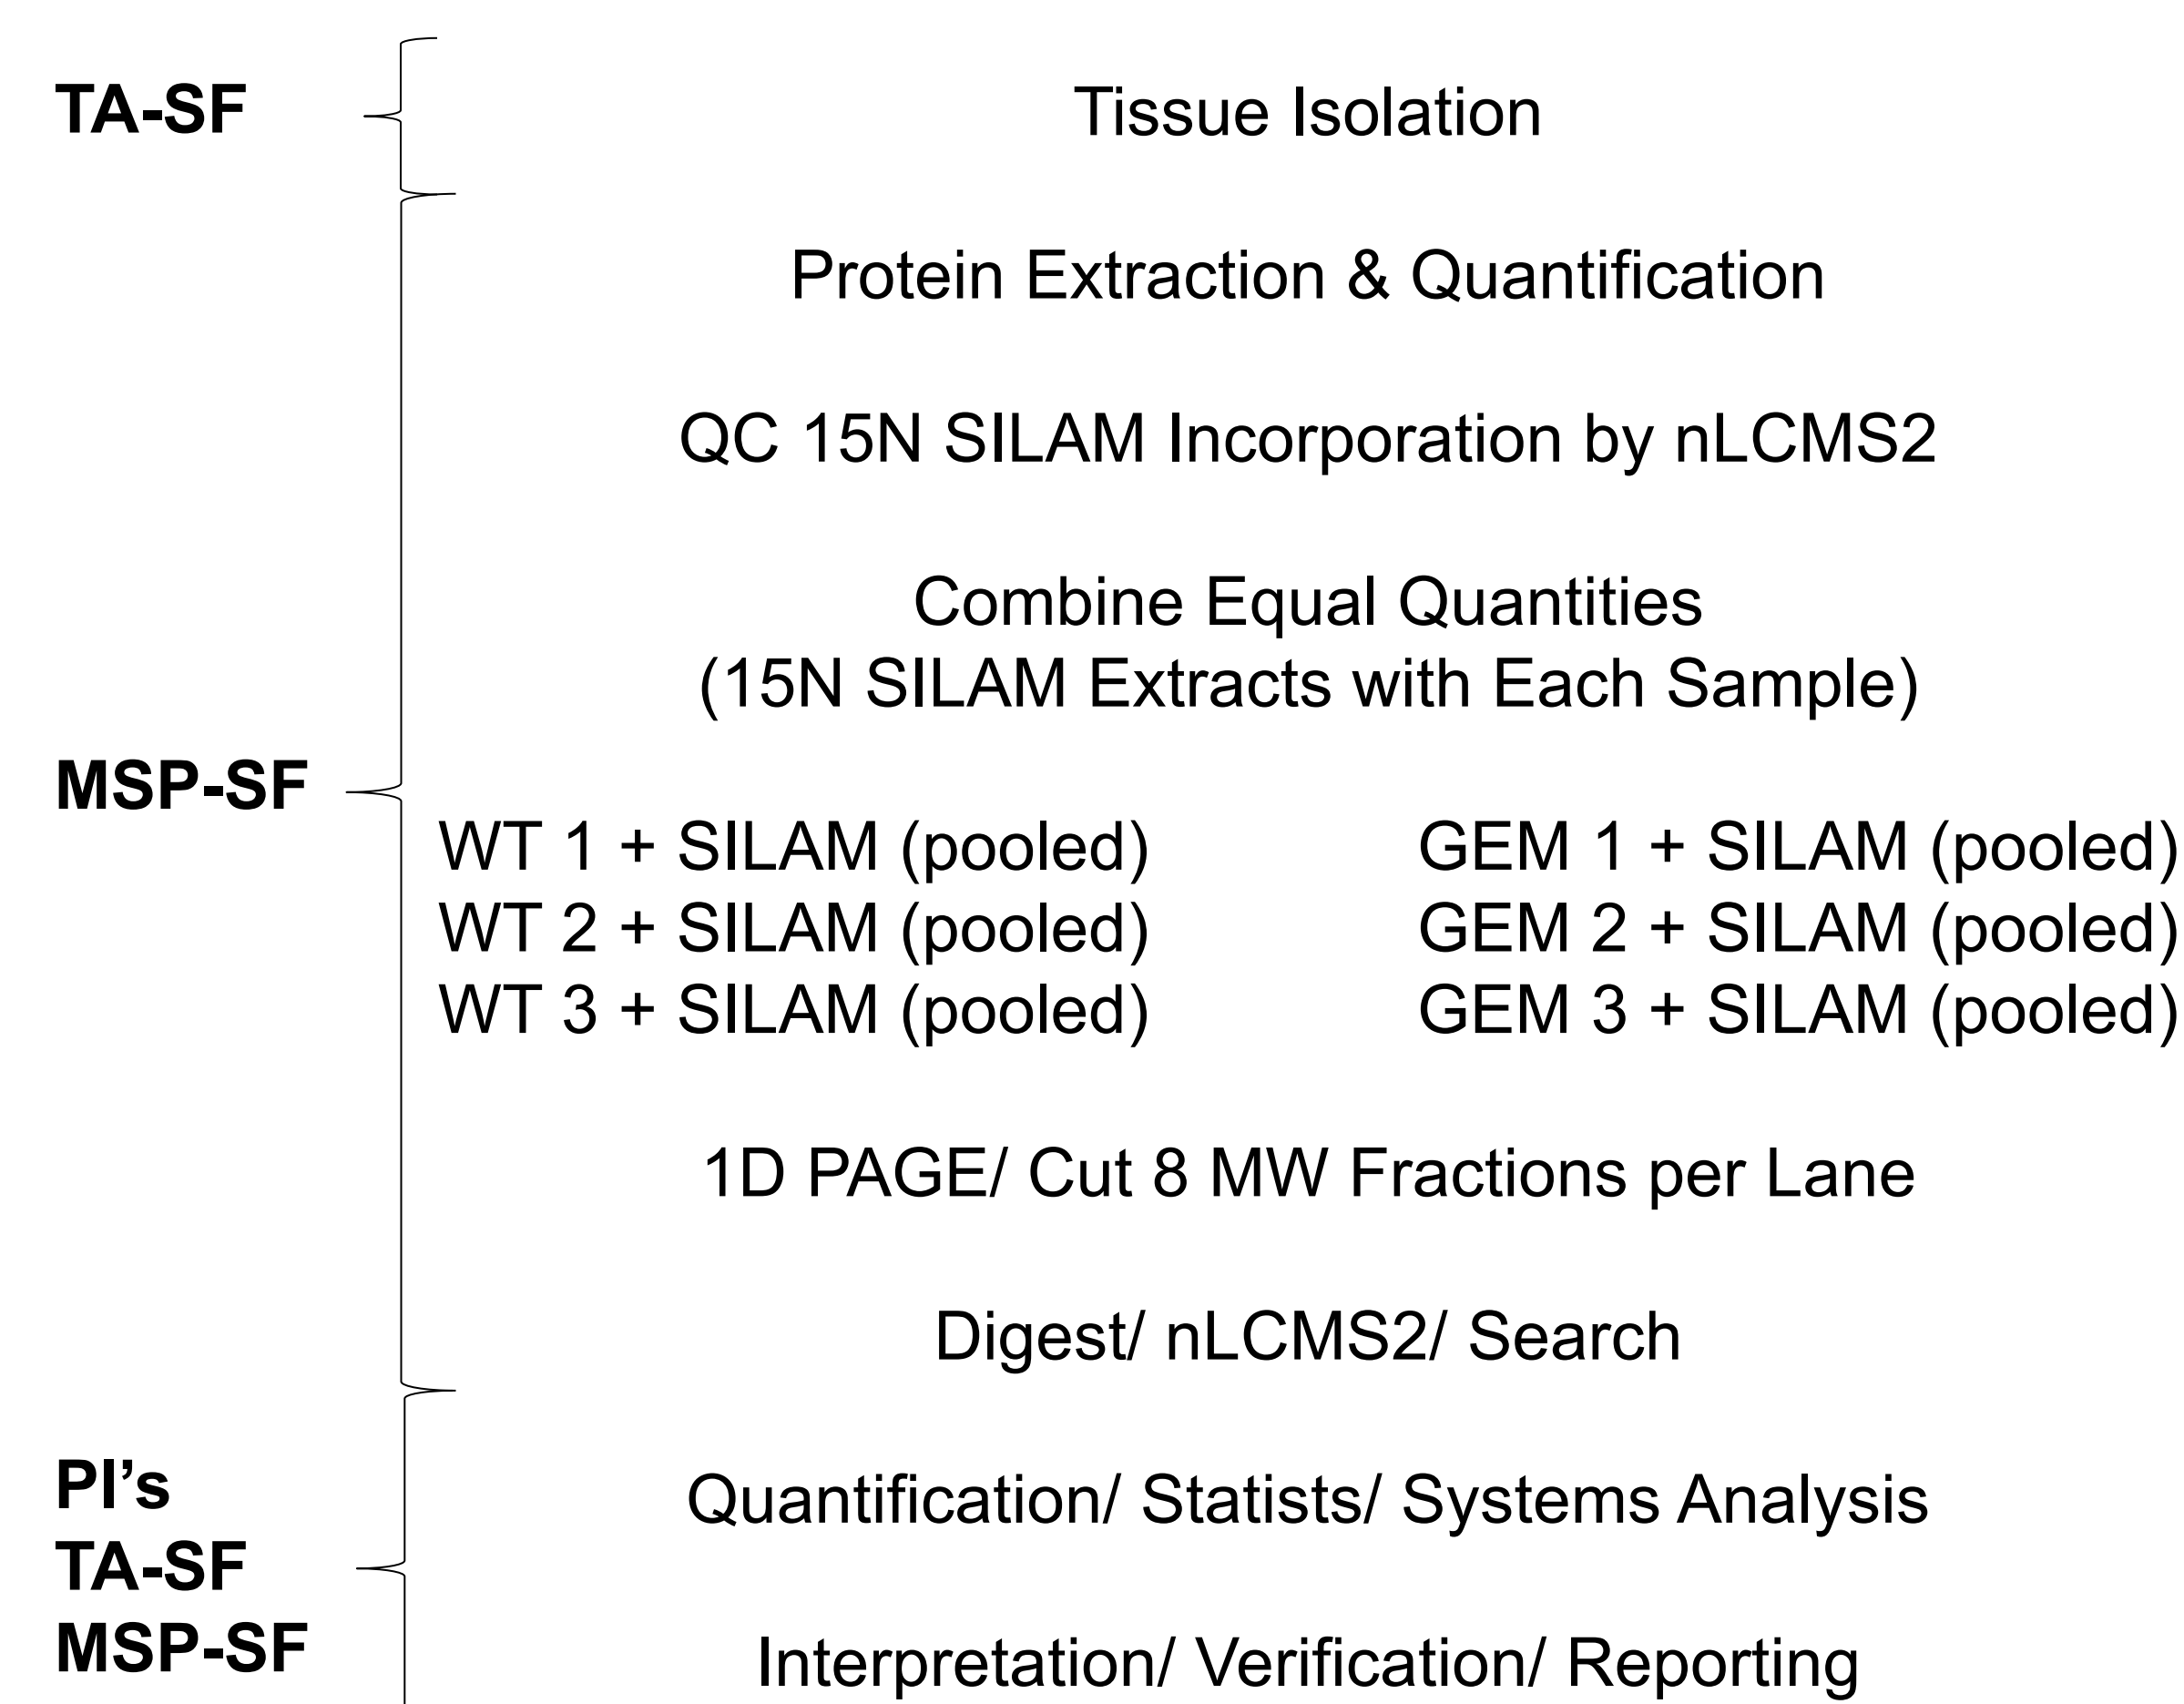 TA-SF
Tissue Isolation
Protein Extraction & Quantification
QC 15N SILAM Incorporation by nLCMS2
Combine Equal Quantities
(15N SILAM Extracts with Each Sample)
MSP-SF
WT 1 + SILAM (pooled) GEM 1 + SILAM (pooled)
WT 2 + SILAM (pooled) GEM 2 + SILAM (pooled)
WT 3 + SILAM (pooled) GEM 3 + SILAM (pooled)
1D PAGE/ Cut 8 MW Fractions per Lane
Digest/ nLCMS2/ Search
PI's
Quantification/ Statists/ Systems Analysis
TA-SF
MSP-SF
Interpretation/ Verification/ Reporting